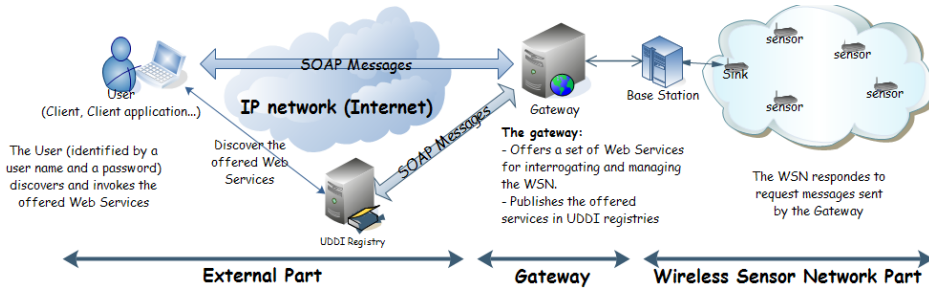 SOAP Messages
IP network (Internet)
User
(Client, Client application...)
The User (identified by a
user name and a password)
discovers and invokes the
offered Web Services
Discover the
offered Web
Services
SOAP Messages
UDDI Registry
Gateway
The gateway:
- Offers a set of Web Services
for interrogating and managing
the WSN.
- Publishes the offered
services in UDDI registries
Base Station
Sink
sensor
sensor
sensor
sensor
The WSN respondes to
request messages sent
by the Gateway
External Part
Gateway
Wireless Sensor Network Part